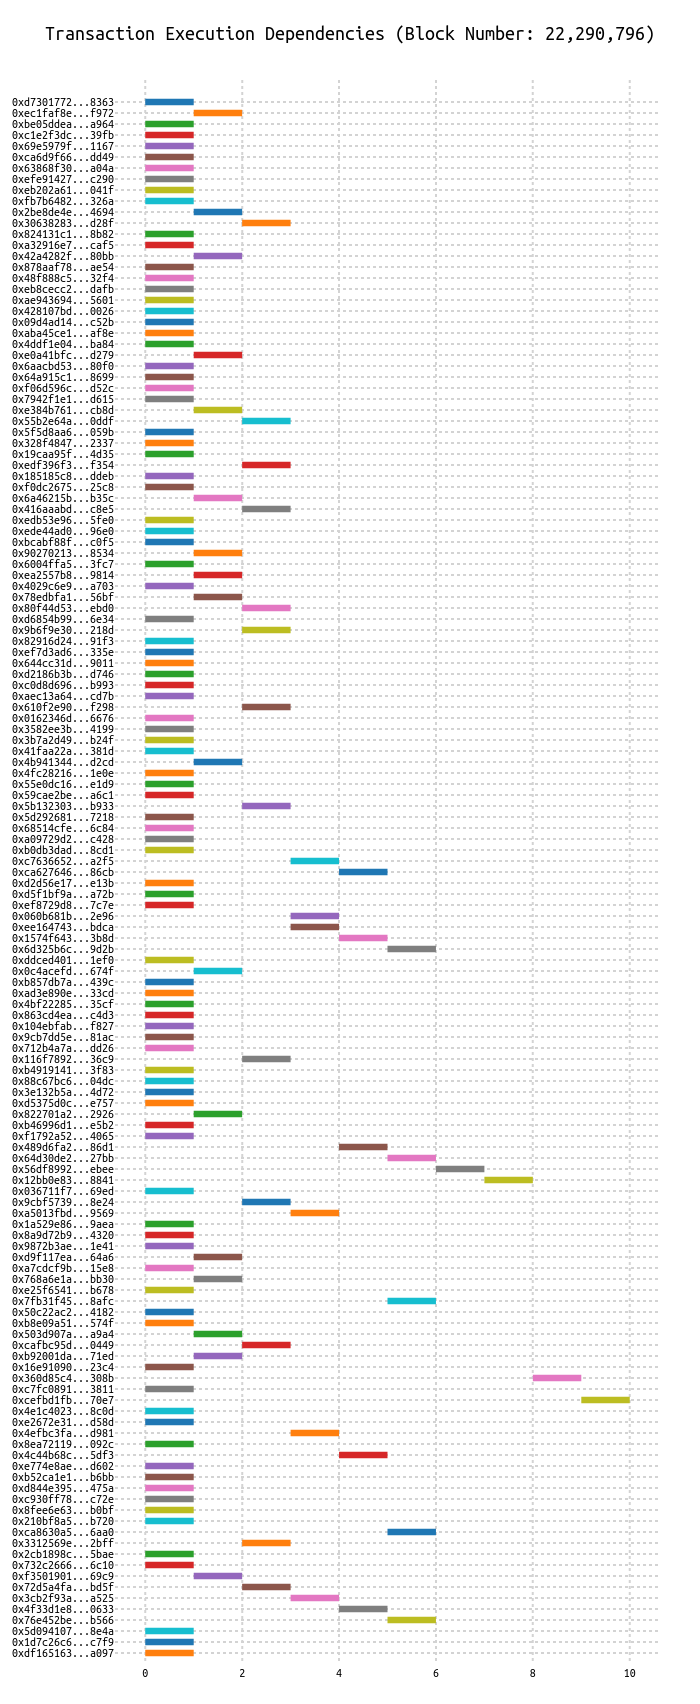 Transaction Execution Dependencies (Block Number: 22,290,796)
0xd7301772...8363
0xec1faf8e...f972
0xbe05ddea...a964
0xc1e2f3dc...39fb
0x69e5979f...1167
0xca6d9f66...dd49
0x63868f30...a04a
0xefe91427...c290
0xeb202a61...041f
0xfb7b6482...326a
0x2be8de4e...4694
0x30638283...d28f
0x824131c1...8b82
0xa32916e7...caf5
0x42a4282f...80bb
0x878aaf78...ae54
0x48f888c5...32f4
0xeb8cecc2...dafb
0xae943694...5601
0x428107bd...0026
0x09d4ad14...c52b
0xaba45ce1...af8e
0x4ddf1e04...ba84
0xe0a41bfc...d279
0x6aacbd53...80f0
0x64a915c1...8699
0xf06d596c...d52c
0x7942f1e1...d615
0xe384b761...cb8d
0x55b2e64a...0ddf
0x5f5d8aa6...059b
0x328f4847...2337
0x19caa95f...4d35
0xedf396f3...f354
0x185185c8...ddeb
0xf0dc2675...25c8
0x6a46215b...b35c
0x416aaabd...c8e5
0xedb53e96...5fe0
0xede44ad0...96e0
0xbcabf88f...c0f5
0x90270213...8534
0x6004ffa5...3fc7
0xea2557b8...9814
0x4029c6e9...a703
0x78edbfa1...56bf
0x80f44d53...ebd0
0xd6854b99...6e34
0x9b6f9e30...218d
0x82916d24...91f3
0xef7d3ad6...335e
0x644cc31d...9011
0xd2186b3b...d746
0xc0d8d696...b993
0xaec13a64...cd7b
0x610f2e90...f298
0x0162346d...6676
0x3582ee3b...4199
0x3b7a2d49...b24f
0x41faa22a...381d
0x4b941344...d2cd
0x4fc28216...1e0e
0x55e0dc16...e1d9
0x59cae2be...a6c1
0x5b132303...b933
0x5d292681...7218
0x68514cfe...6c84
0xa09729d2...c428
0xb0db3dad...8cd1
0xc7636652...a2f5
0xca627646...86cb
0xd2d56e17...e13b
0xd5f1bf9a...a72b
0xef8729d8...7c7e
0x060b681b...2e96
0xee164743...bdca
0x1574f643...3b8d
0x6d325b6c...9d2b
0xddced401...1ef0
0x0c4acefd...674f
0xb857db7a...439c
0xad3e890e...33cd
0x4bf22285...35cf
0x863cd4ea...c4d3
0x104ebfab...f827
0x9cb7dd5e...81ac
0x712b4a7a...dd26
0x116f7892...36c9
0xb4919141...3f83
0x88c67bc6...04dc
0x3e132b5a...4d72
0xd5375d0c...e757
0x822701a2...2926
0xb46996d1...e5b2
0xf1792a52...4065
0x489d6fa2...86d1
0x64d30de2...27bb
0x56df8992...ebee
0x12bb0e83...8841
0x036711f7...69ed
0x9cbf5739...8e24
0xa5013fbd...9569
0x1a529e86...9aea
0x8a9d72b9...4320
0x9872b3ae...1e41
0xd9f117ea...64a6
0xa7cdcf9b...15e8
0x768a6e1a...bb30
0xe25f6541...b678
0x7fb31f45...8afc
0x50c22ac2...4182
0xb8e09a51...574f
0x503d907a...a9a4
0xcafbc95d...0449
0xb92001da...71ed
0x16e91090...23c4
0x360d85c4...308b
0xc7fc0891...3811
0xcefbd1fb...70e7
0x4e1c4023...8c0d
0xe2672e31...d58d
0x4efbc3fa...d981
0x8ea72119...092c
0x4c44b68c...5df3
0xe774e8ae...d602
0xb52ca1e1...b6bb
0xd844e395...475a
0xc930ff78...c72e
0x8fee6e63...b0bf
0x210bf8a5...b720
0xca8630a5...6aa0
0x3312569e...2bff
0x2cb1898c...5bae
0x732c2666...6c10
0xf3501901...69c9
0x72d5a4fa...bd5f
0x3cb2f93a...a525
0x4f33d1e8...0633
0x76e452be...b566
0x5d094107...8e4a
0x1d7c26c6...c7f9
0xdf165163...a097
0 2 4 6 8 10